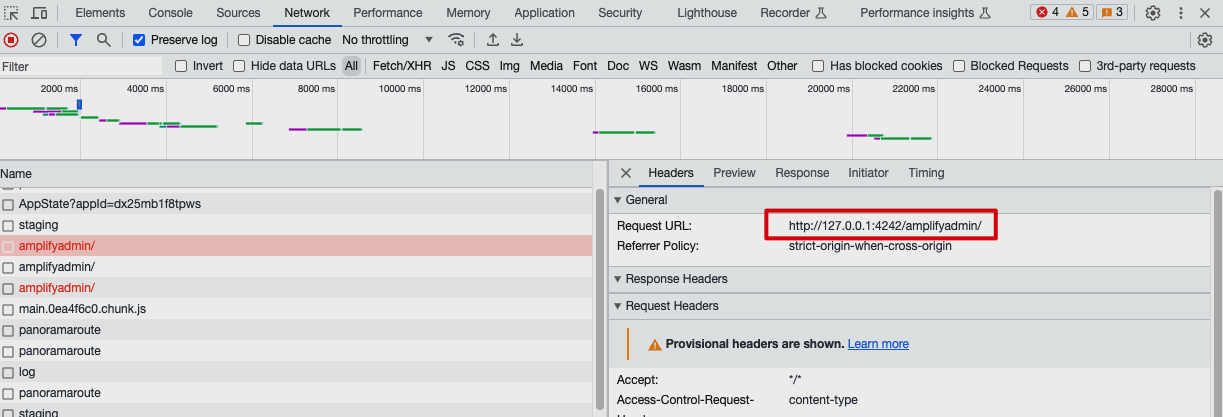 Elements Console Sources Network Performance Memory Application Security Lighthouse Recorder Performance insights 4 5 3
Preserve log Disable cache No throttling
Filter Invert Hide data URLs All Fetch/XHR JS CSS Img Media Font Doc WS Wasm Manifest Other Has blocked cookies Blocked Requests 3rd-party requests
2000 ms 4000 ms 6000 ms 8000 ms 10000 ms 12000 ms 14000 ms 16000 ms 18000 ms 20000 ms 22000 ms 24000 ms 26000 ms 28000 ms
Name
AppState?appId=dx25mb1f8tpws
staging
amplifyadmin/
amplifyadmin/
amplifyadmin/
main.0ea4f6c0.chunk.js
panoramaroute
panoramaroute
log
panoramaroute
staging
Headers Preview Response Initiator Timing
General
Request URL: http://127.0.0.1:4242/amplifyadmin/
Referrer Policy: strict-origin-when-cross-origin
Response Headers
Request Headers
Provisional headers are shown. Learn more
Accept: */*
Access-Control-Request- content-type